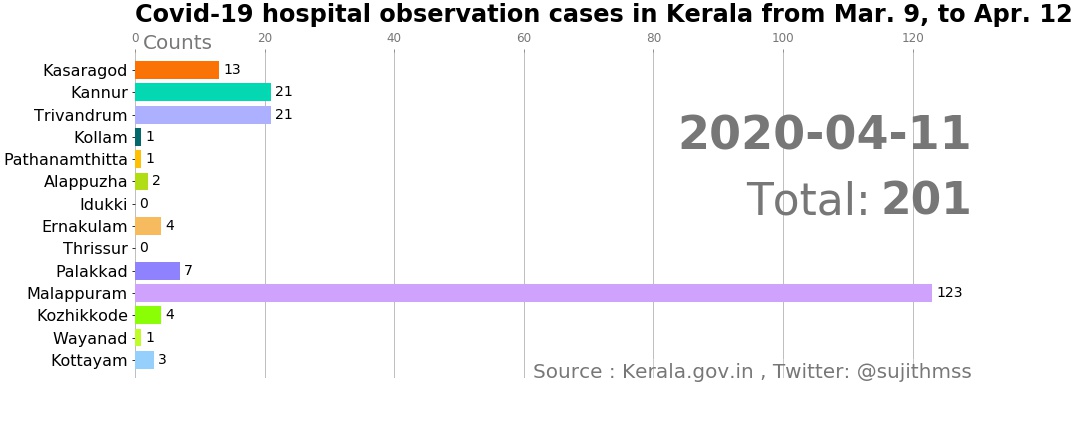 Covid-19 hospital observation cases in Kerala from Mar. 9, to Apr. 12
0 20 40 60 80 100 120
Counts
Kasaragod 13
Kannur 21
Trivandrum 21
Kollam 1
Pathanamthitta 1
Alappuzha 2
Idukki 0
Ernakulam 4
Thrissur 0
Palakkad 7
Malappuram 123
Kozhikkode 4
Wayanad 1
Kottayam 3
2020-04-11
Total: 201
Source : Kerala.gov.in , Twitter: @sujithmss